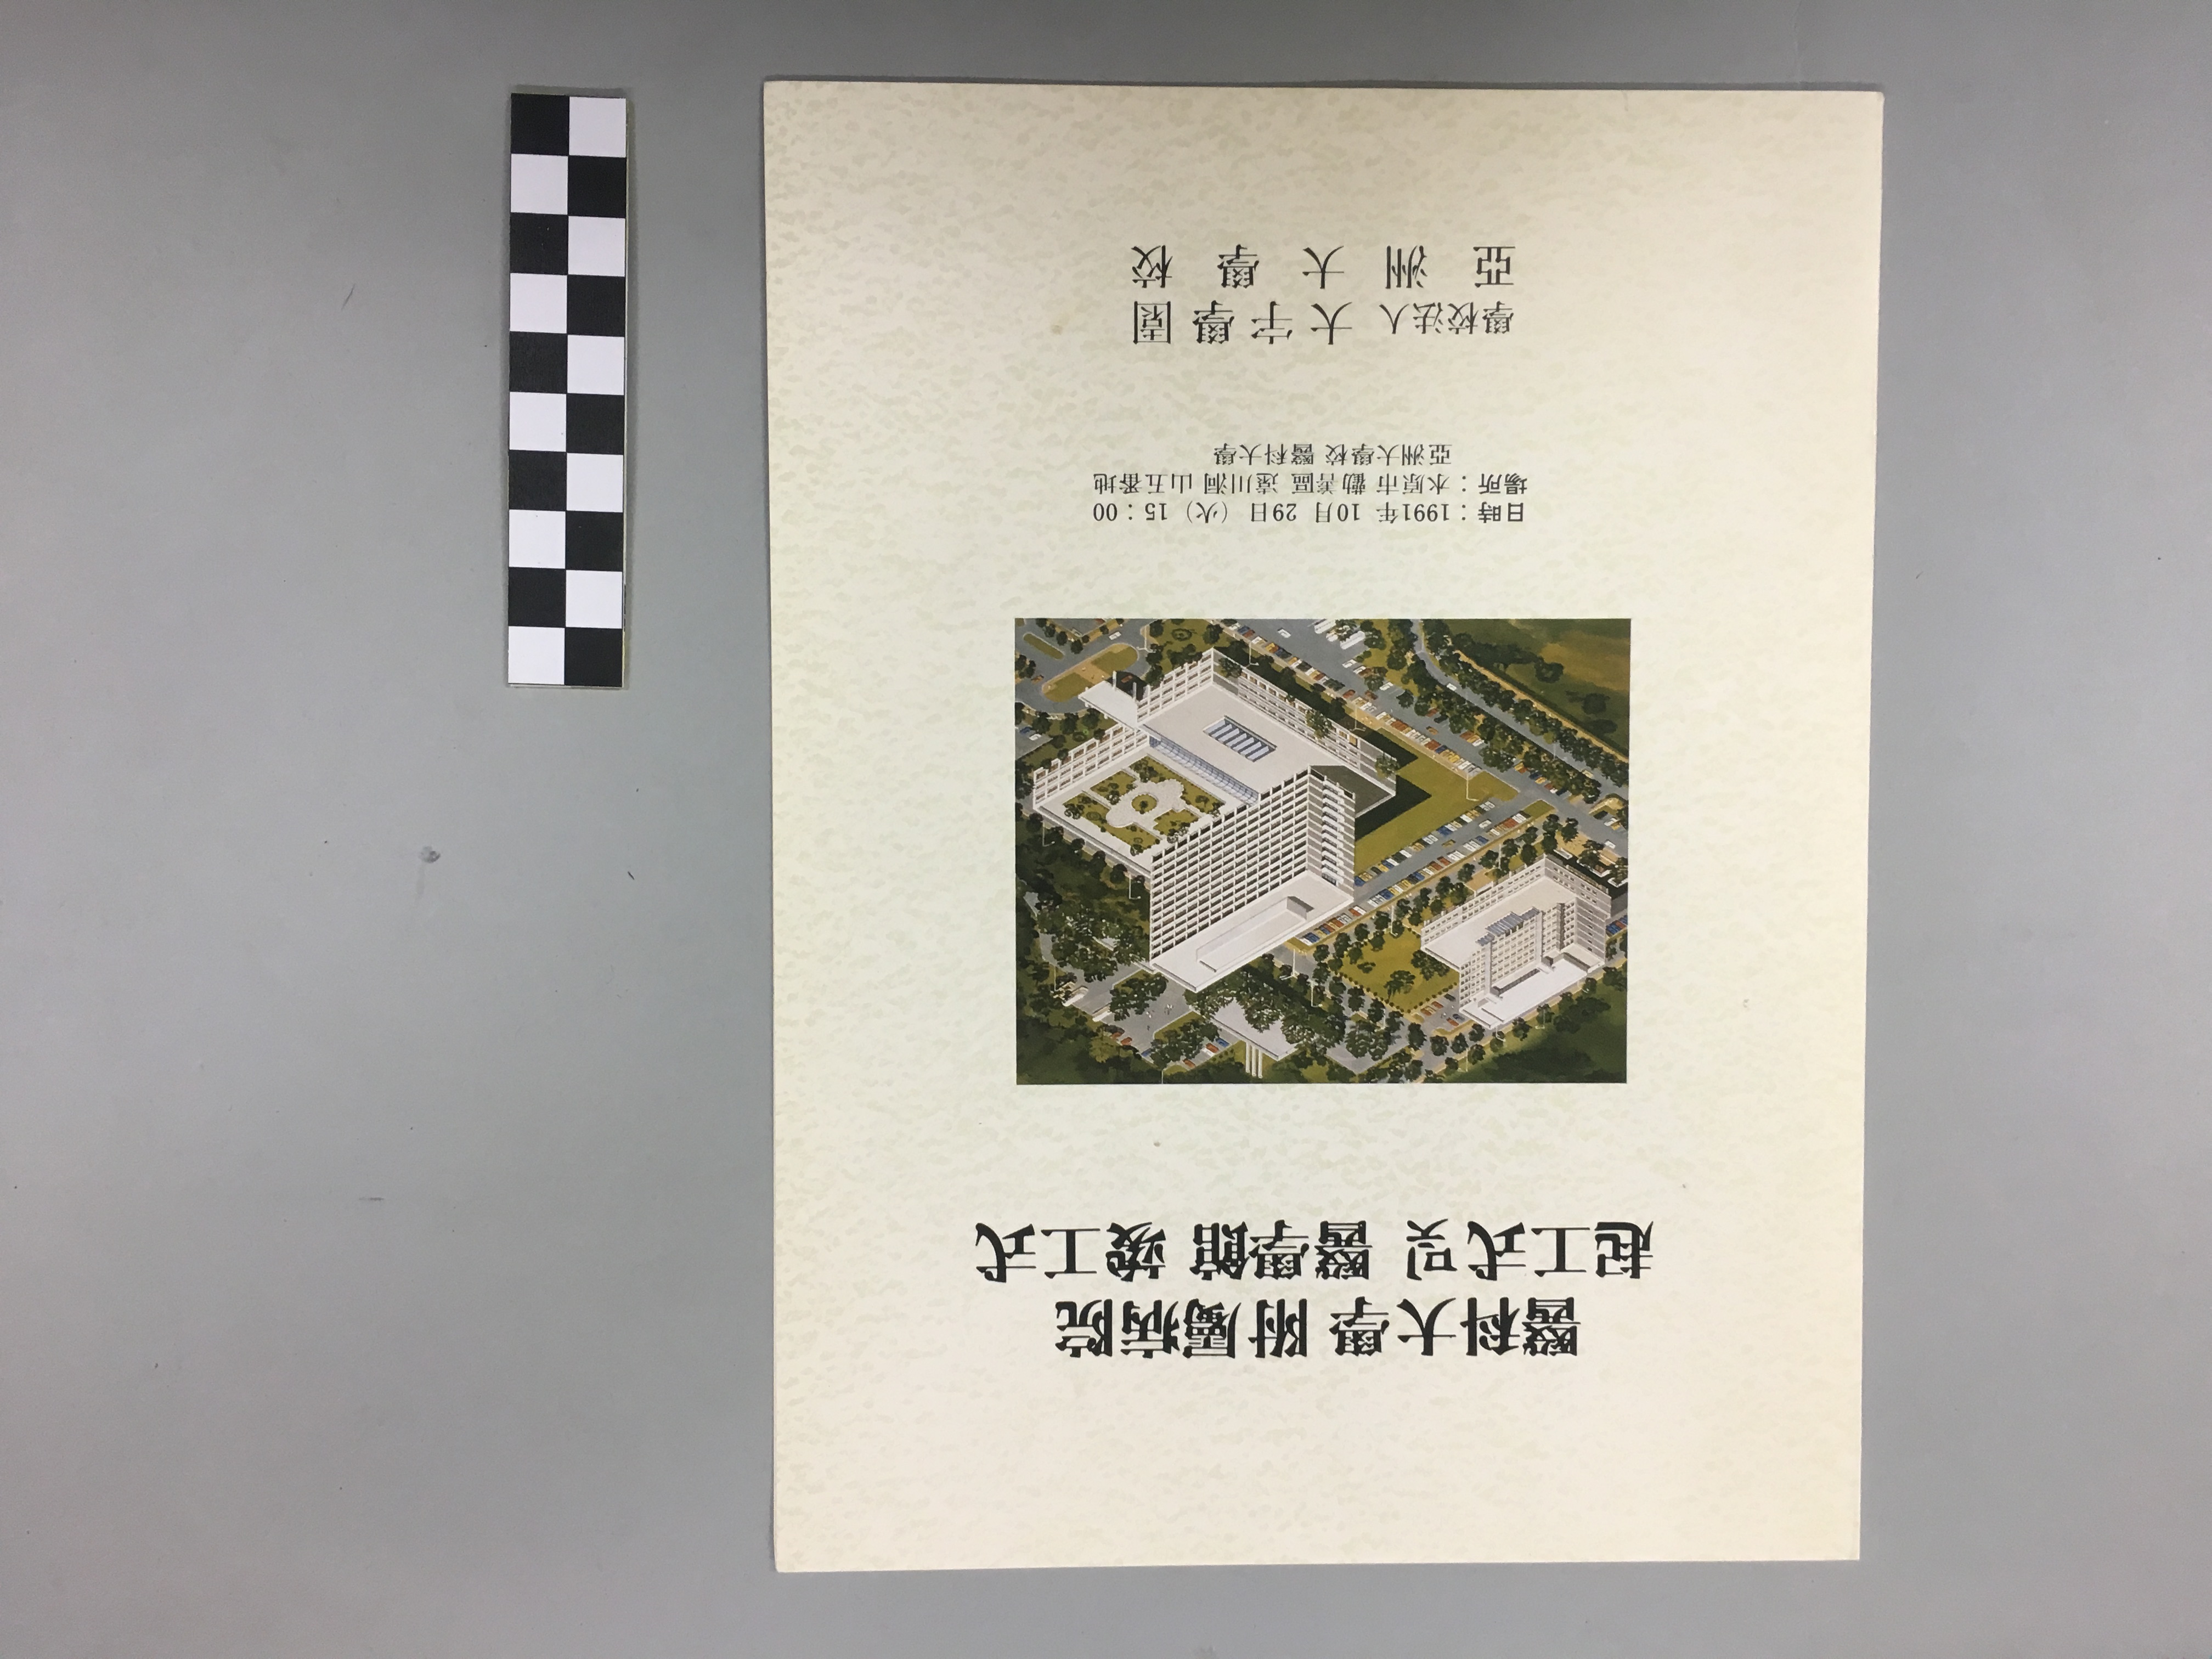 醫科大學 附屬病院
起工式 및 醫學館 竣工式
日時 : 1991年 10月 29日 (火) 15 : 00
場所 : 水原市 勸善區 遠川洞 山 五番地
亞洲大學校 醫科大學
學校法人 大宇學園
亞洲大學校